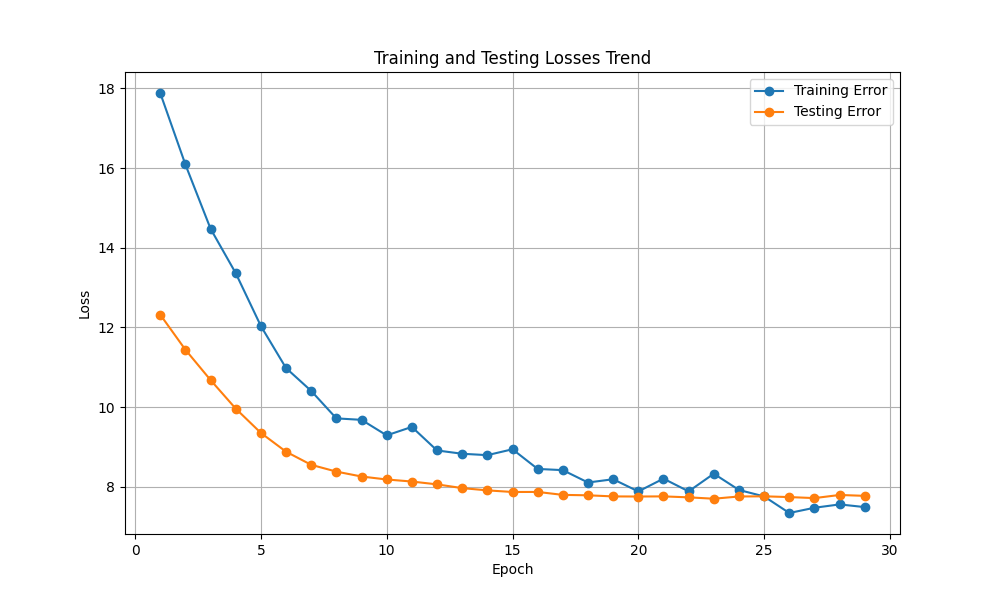 Training and Testing Losses Trend
Training Error
Testing Error
Loss
18
16
14
12
10
8
0 5 10 15 20 25 30
Epoch